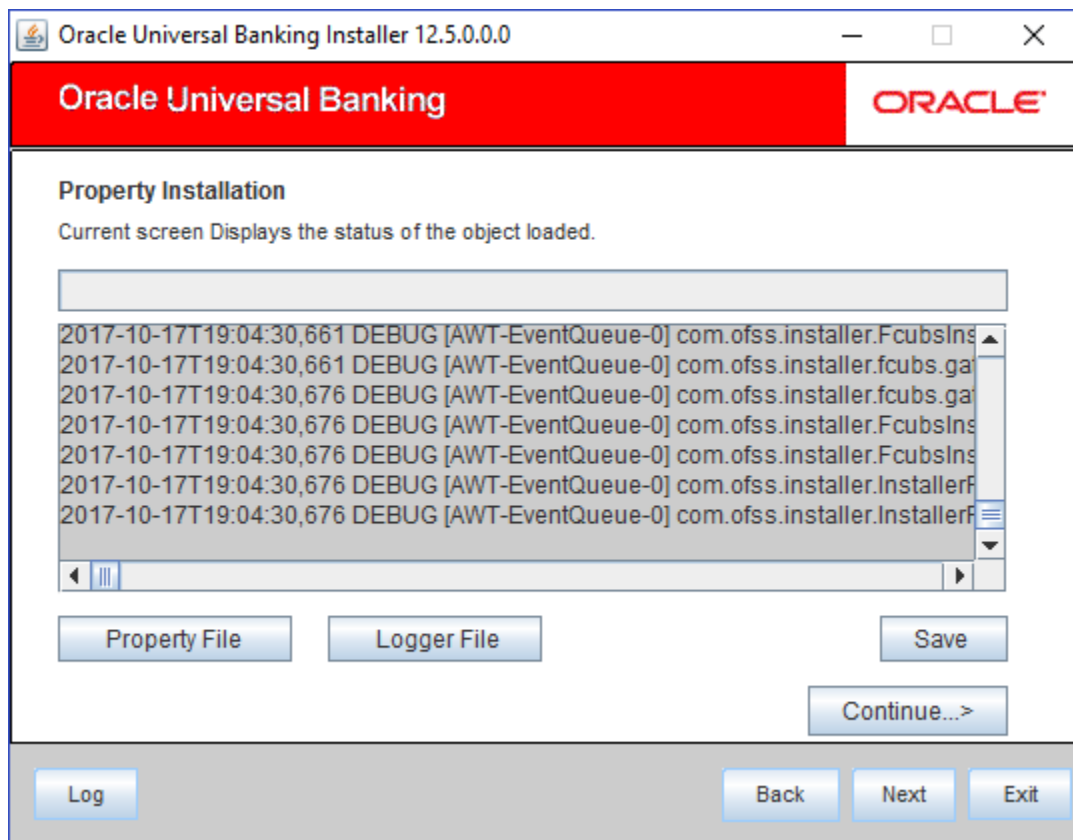 Oracle Universal Banking Installer 12.5.0.0.0
Oracle Universal Banking
ORACLE
Property Installation
Current screen Displays the status of the object loaded.
2017-10-17T19:04:30,661 DEBUG [AWT-EventQueue-0] com.ofss.installer.FcubsIns
2017-10-17T19:04:30,661 DEBUG [AWT-EventQueue-0] com.ofss.installer.fcubs.ga
2017-10-17T19:04:30,676 DEBUG [AWT-EventQueue-0] com.ofss.installer.fcubs.ga
2017-10-17T19:04:30,676 DEBUG [AWT-EventQueue-0] com.ofss.installer.FcubsIns
2017-10-17T19:04:30,676 DEBUG [AWT-EventQueue-0] com.ofss.installer.FcubsIns
2017-10-17T19:04:30,676 DEBUG [AWT-EventQueue-0] com.ofss.installer.Installer
2017-10-17T19:04:30,676 DEBUG [AWT-EventQueue-0] com.ofss.installer.Installer
Property File Logger File Save
Continue...>
Log Back Next Exit